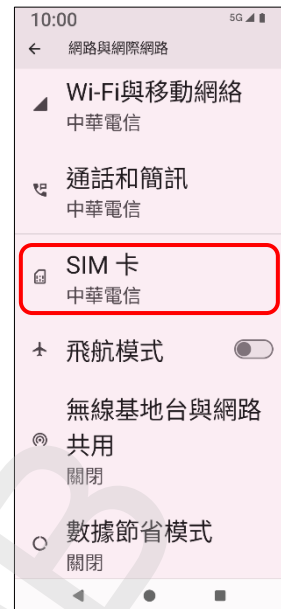 10:00 5G
網路與網際網路
Wi-Fi與移動網絡
中華電信
通話和簡訊
中華電信
SIM 卡
中華電信
飛航模式
無線基地台與網路
共用
關閉
數據節省模式
關閉